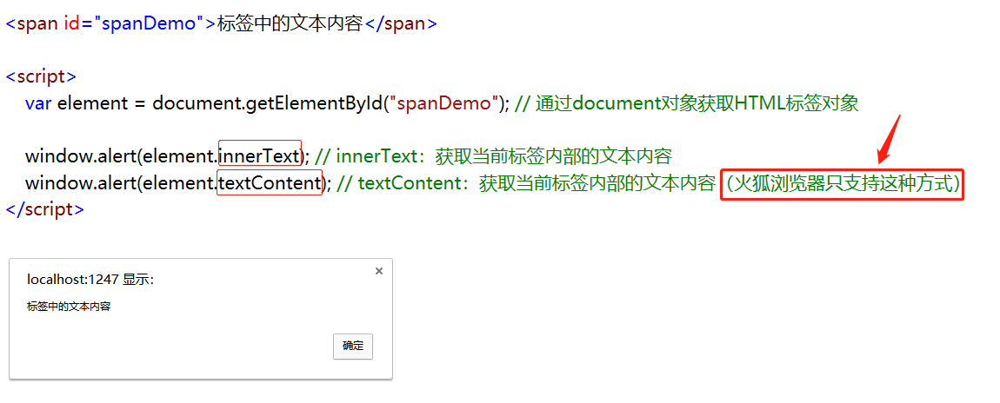 <span id="spanDemo">标签中的文本内容</span>
<script>
var element = document.getElementById("spanDemo"); // 通过document对象获取HTML标签对象
window.alert(element.innerText); // innerText：获取当前标签内部的文本内容
window.alert(element.textContent); // textContent：获取当前标签内部的文本内容（火狐浏览器只支持这种方式）
</script>
localhost:1247 显示：
×
标签中的文本内容
确定